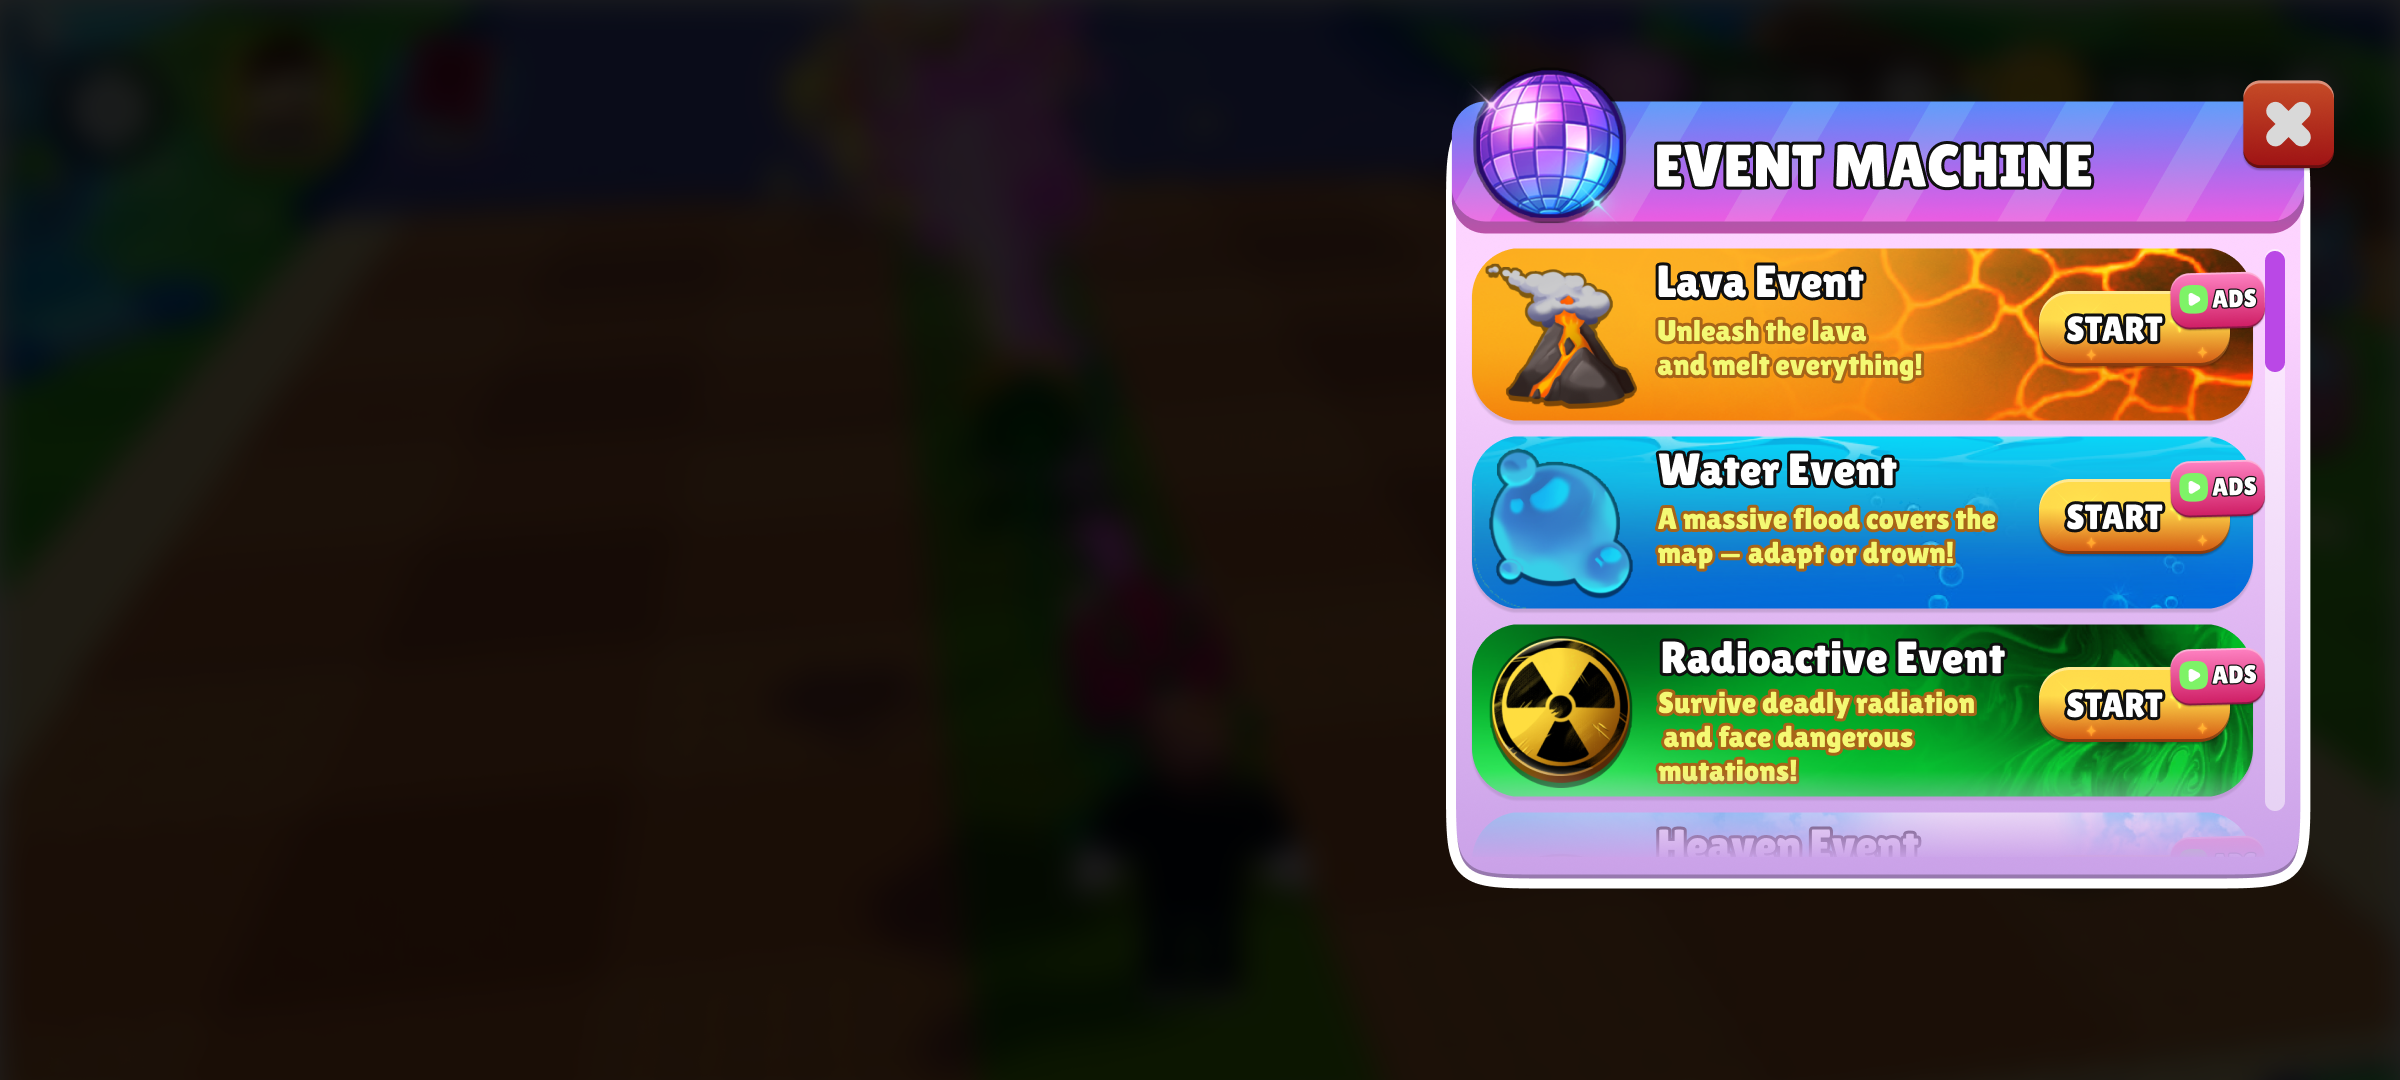 EVENT MACHINE
Lava Event
Unleash the lava
and melt everything!
START
ADS
Water Event
A massive flood covers the
map — adapt or drown!
START
ADS
Radioactive Event
Survive deadly radiation
and face dangerous
mutations!
START
ADS
Heaven Event
ADS